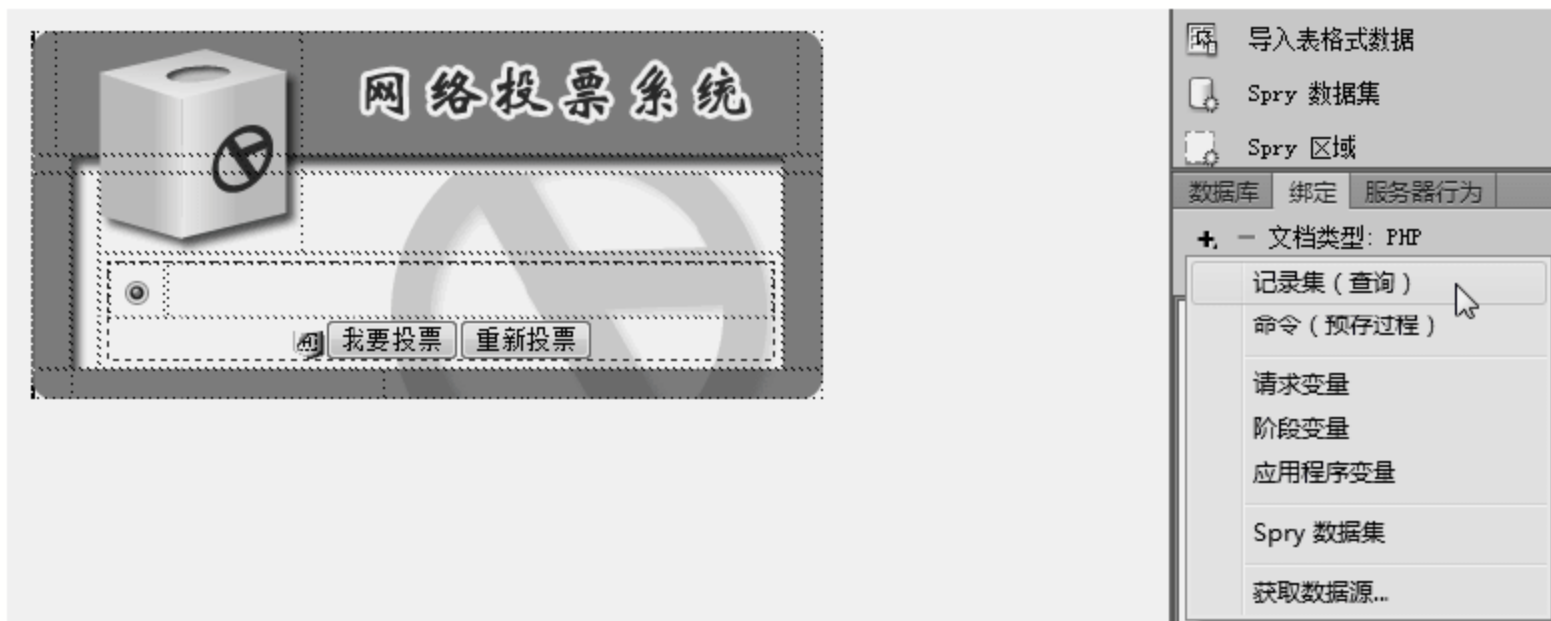 网络投票系统
我要投票 重新投票
导入表格式数据
Spry 数据集
Spry 区域
数据库 绑定 服务器行为
+ - 文档类型: PHP
记录集 ( 查询 )
命令 ( 预存过程 )
请求变量
阶段变量
应用程序变量
Spry 数据集
获取数据源...